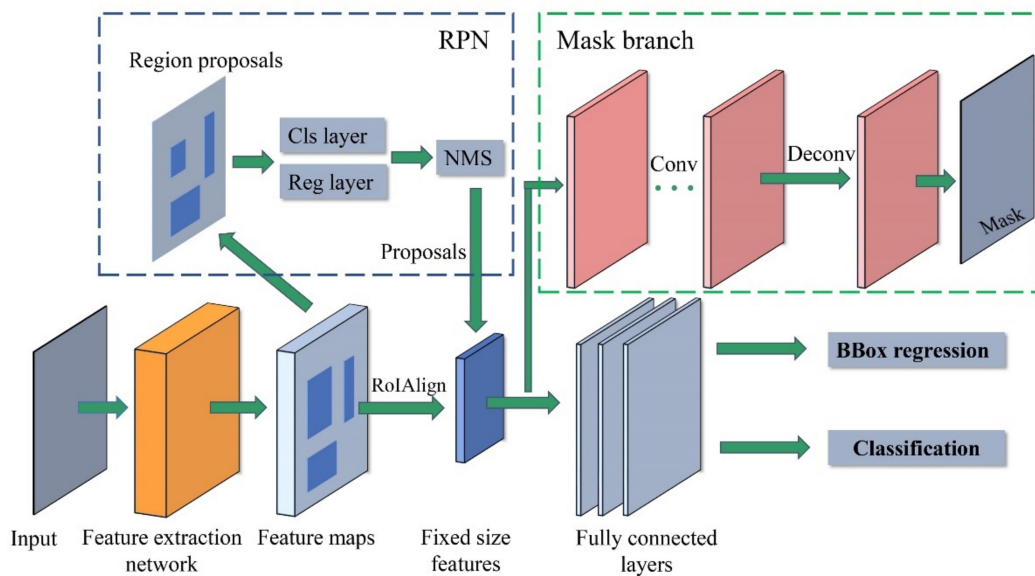 RPN
Region proposals
Cls layer
Reg layer
NMS
Proposals
Mask branch
Conv
Deconv
Mask
RoIAlign
BBox regression
Classification
Input
Feature extraction
network
Feature maps
Fixed size
features
Fully connected
layers